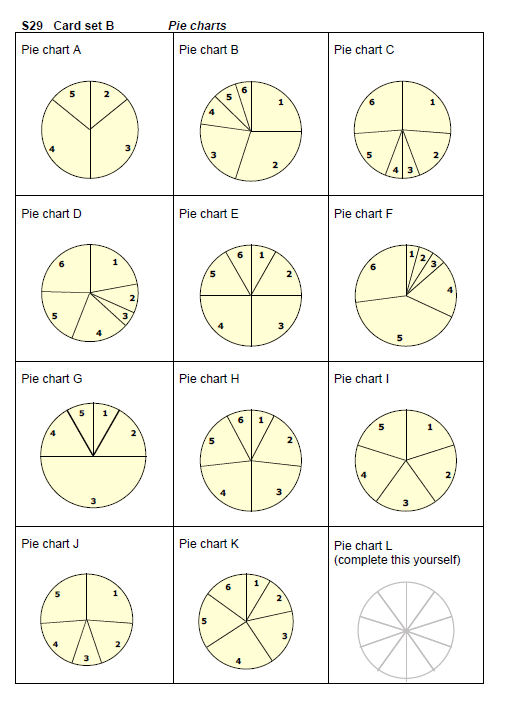 S29 Card set B Pie charts
Pie chart A
Pie chart B
Pie chart C
5 2
4 3
6
5 1
4
3 2
6 1
5 2
4 3
Pie chart D
Pie chart E
Pie chart F
6 1
2
5 3
4
6 1
5 2
4 3
1 2 3
6
4
5
Pie chart G
Pie chart H
Pie chart I
5 1
4 2
3
6 1
5 2
4 3
5 1
4 2
3
Pie chart J
Pie chart K
Pie chart L
(complete this yourself)
5 1
4 2
3
6 1
2
5 3
4